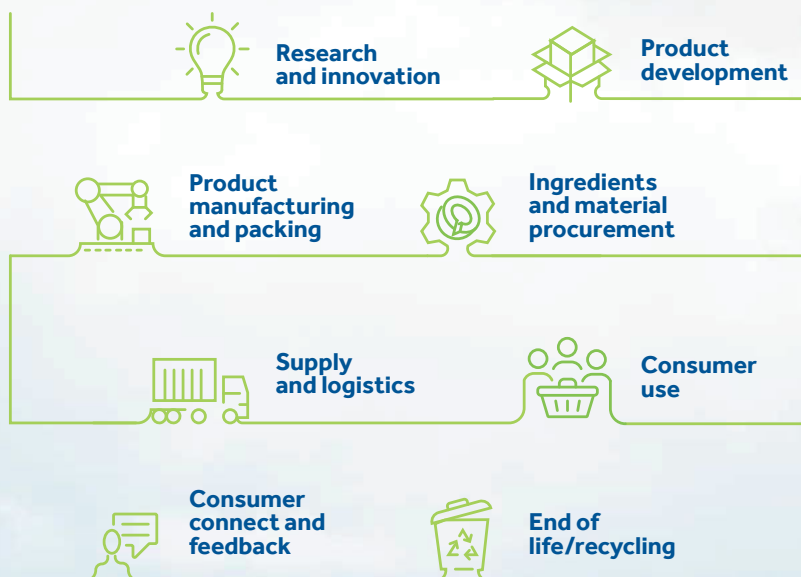 Research
and innovation
Product
development
Product
manufacturing
and packing
Ingredients
and material
procurement
Supply
and logistics
Consumer
use
Consumer
connect and
feedback
End of
life/recycling